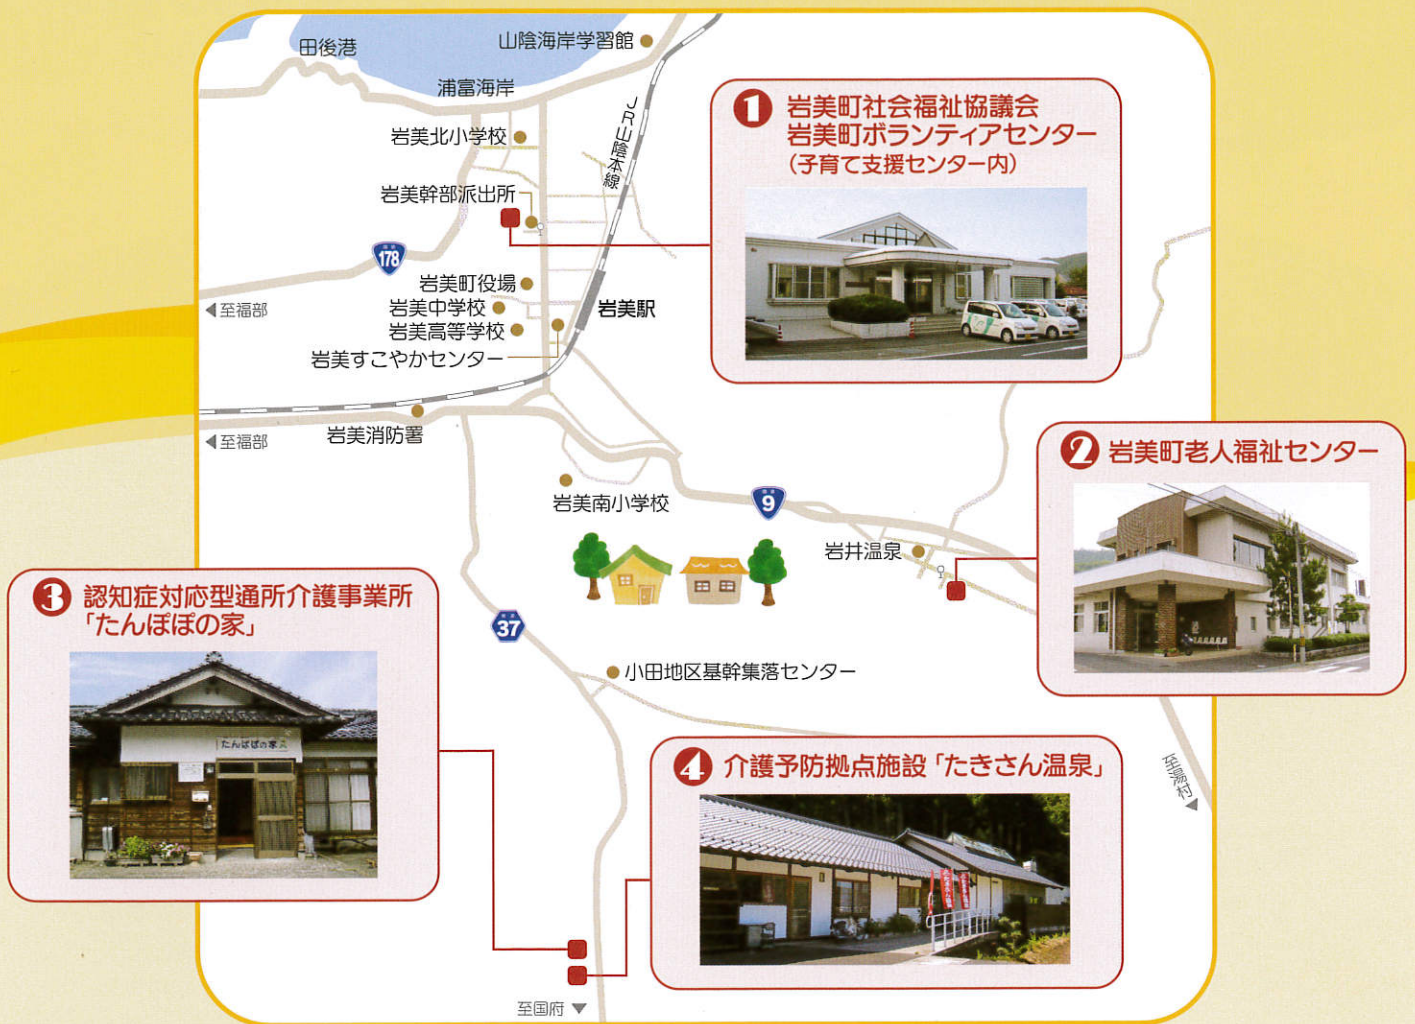 田後港
山陰海岸学習館
浦富海岸
JR山陰本線
岩美北小学校
岩美幹部派出所
178
岩美町役場
岩美中学校
岩美高等学校
岩美駅
岩美すこやかセンター
◀至福部
岩美消防署
◀至福部
岩美南小学校
9
岩井温泉
37
小田地区基幹集落センター
至湯村▶
至国府▼
1 岩美町社会福祉協議会
岩美町ボランティアセンター
(子育て支援センター内)
2 岩美町老人福祉センター
3 認知症対応型通所介護事業所
「たんぽぽの家」
たんぽぽの家
4 介護予防拠点施設「たきさん温泉」